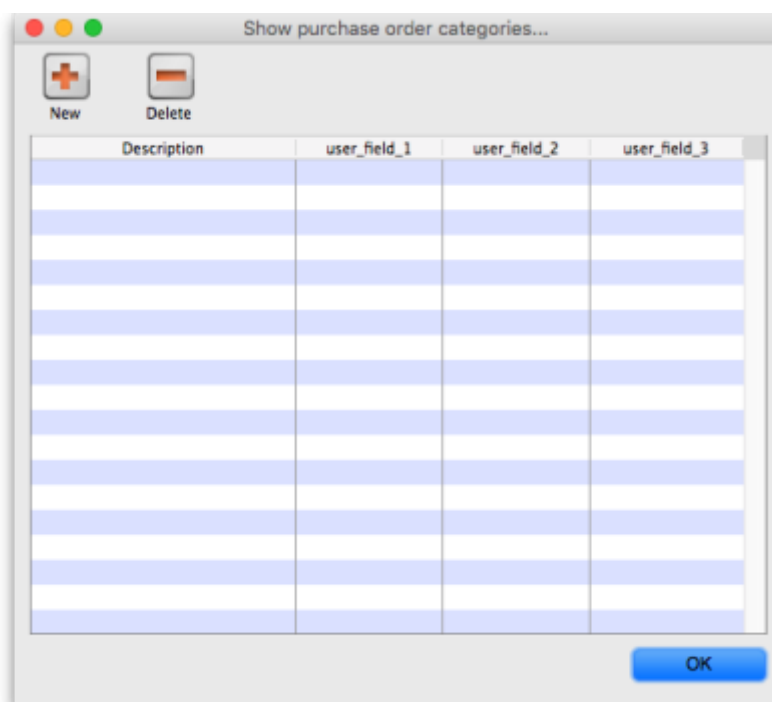 Show purchase order categories...
New Delete
Description user_field_1 user_field_2 user_field_3
OK